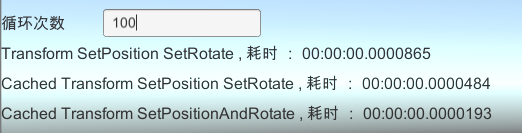 循环次数 100
Transform SetPosition SetRotate , 耗时 : 00:00:00.0000865
Cached Transform SetPosition SetRotate , 耗时 : 00:00:00.0000484
Cached Transform SetPositionAndRotate , 耗时 : 00:00:00.0000193